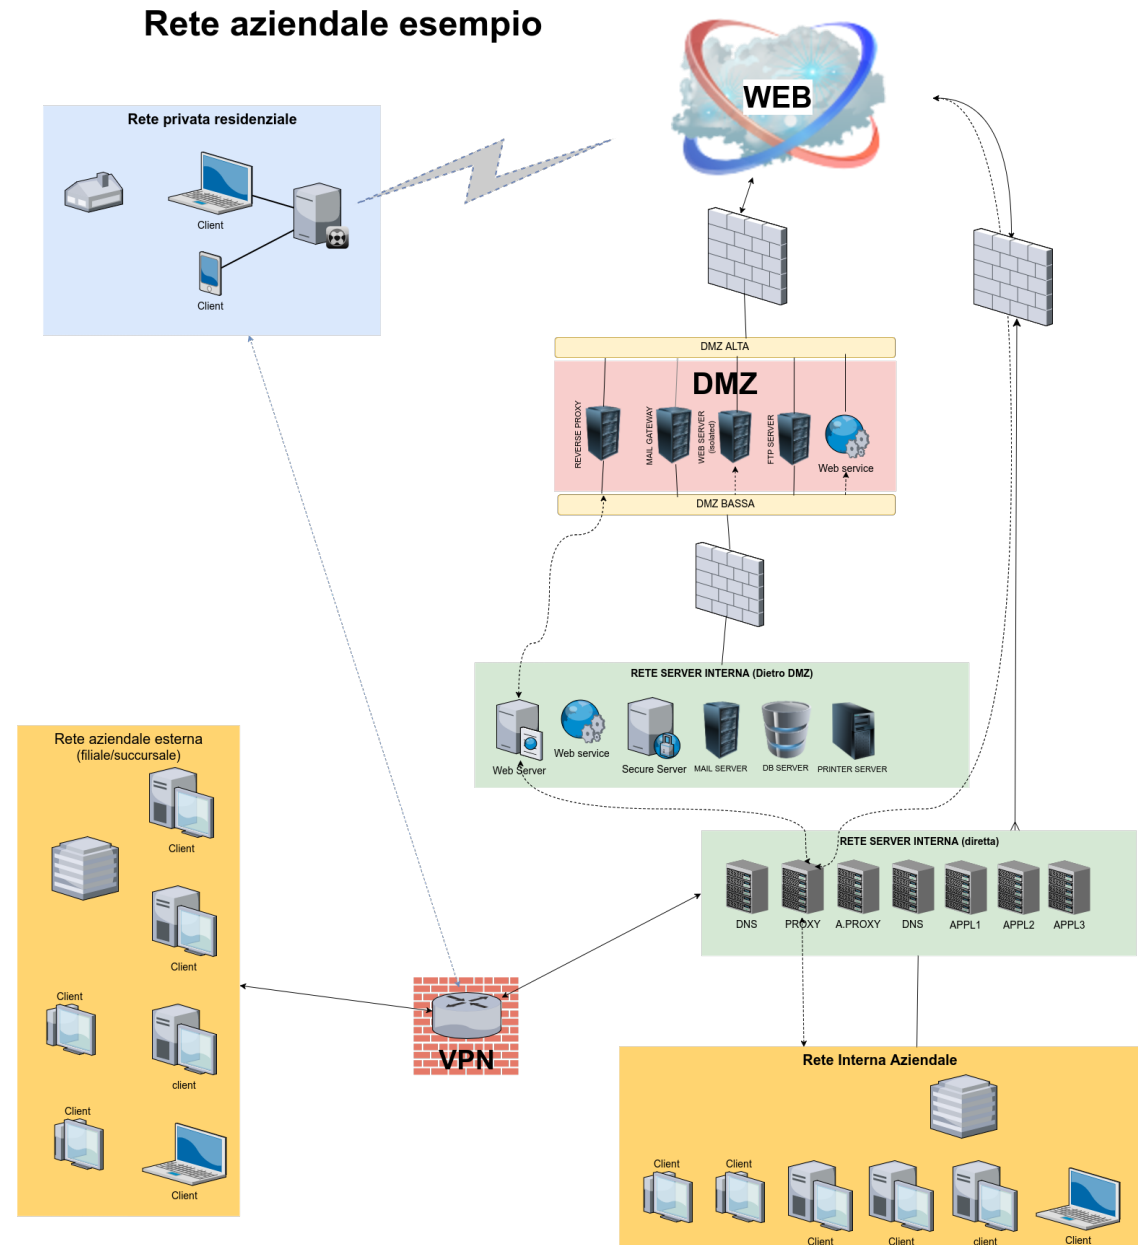 Rete aziendale esempio
WEB
Rete privata residenziale
Client
Client
DMZ ALTA
DMZ
REVERSE PROXY
MAIL GATEWAY
WEB SERVER
(isolated)
FTP SERVER
Web service
DMZ BASSA
RETE SERVER INTERNA (Dietro DMZ)
Web Server
Web service
Secure Server
MAIL SERVER
DB SERVER
PRINTER SERVER
Rete aziendale esterna
(filiale/succursale)
Client
Client
Client
client
Client
Client
VPN
RETE SERVER INTERNA (diretta)
DNS
PROXY
A.PROXY
DNS
APPL1
APPL2
APPL3
Rete Interna Aziendale
Client
Client
Client
Client
client
Client